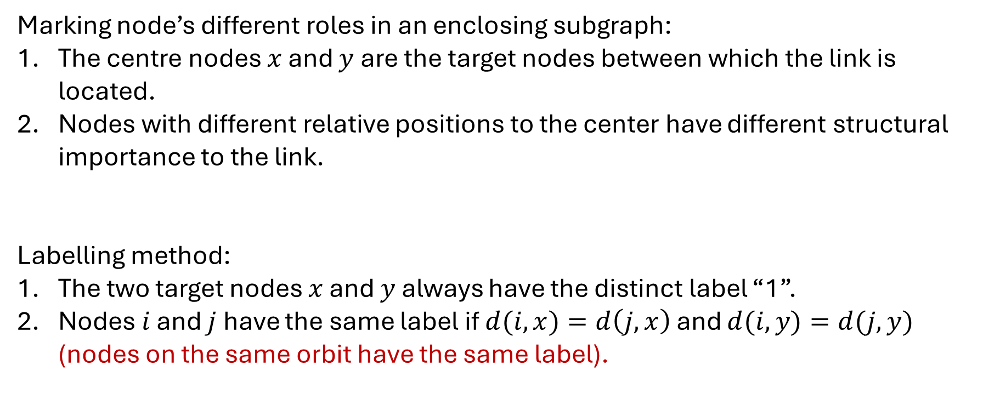 Marking node’s different roles in an enclosing subgraph:
1. The centre nodes x and y are the target nodes between which the link is
located.
2. Nodes with different relative positions to the center have different structural
importance to the link.
Labelling method:
1. The two target nodes x and y always have the distinct label “1”.
2. Nodes i and j have the same label if d(i, x) = d(j, x) and d(i, y) = d(j, y)
(nodes on the same orbit have the same label).